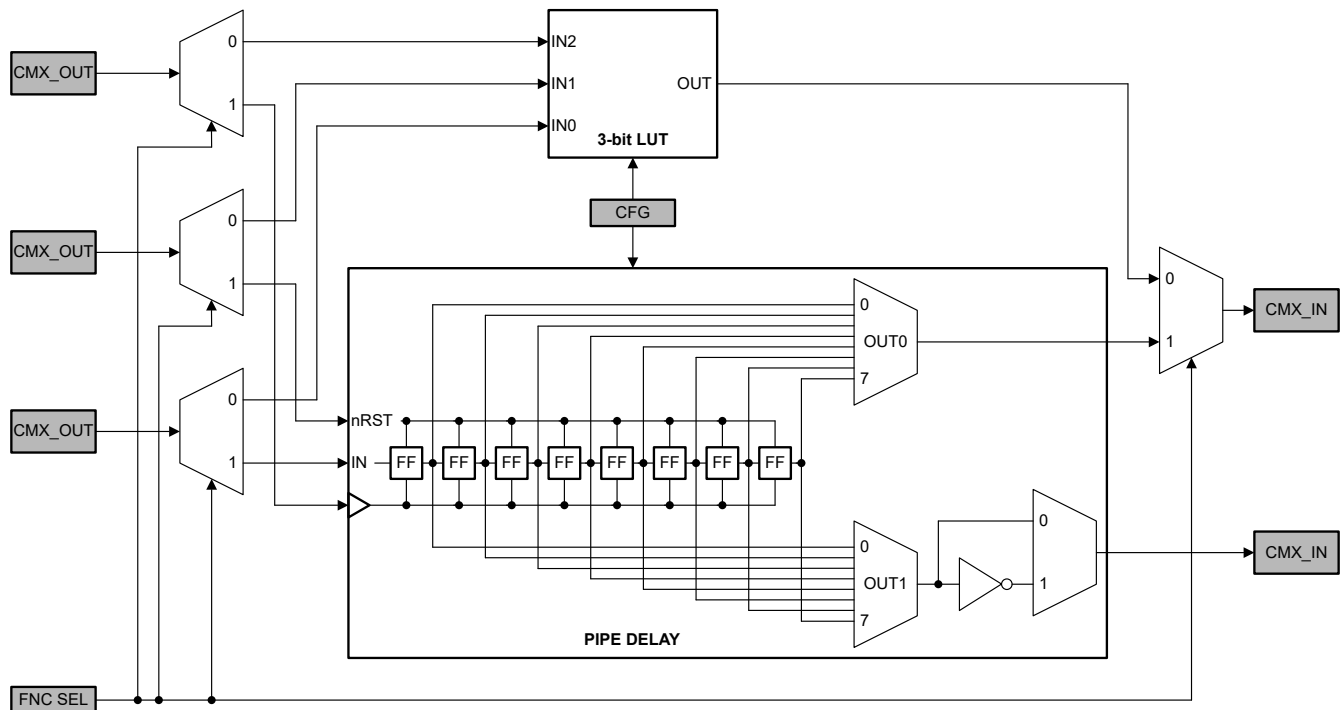 CMX_OUT
0
1
IN2
IN1
IN0
OUT
3-bit LUT
CMX_OUT
0
1
CFG
0
1
CMX_IN
0
OUT0
7
CMX_OUT
0
1
nRST
IN
FF FF FF FF FF FF FF FF
0
OUT1
7
0
1
CMX_IN
PIPE DELAY
FNC SEL